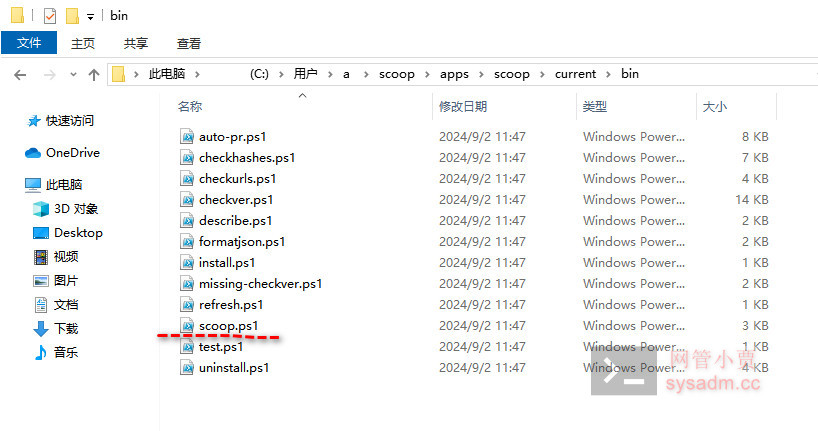 bin
文件 主页 共享 查看
此电脑 (C:) 用户 a scoop apps scoop current bin
名称 修改日期 类型 大小
快速访问
OneDrive
此电脑
3D 对象
Desktop
视频
图片
文档
下载
音乐
auto-pr.ps1 2024/9/2 11:47 Windows Power... 8 KB
checkhashes.ps1 2024/9/2 11:47 Windows Power... 7 KB
checkurls.ps1 2024/9/2 11:47 Windows Power... 4 KB
checkver.ps1 2024/9/2 11:47 Windows Power... 14 KB
describe.ps1 2024/9/2 11:47 Windows Power... 2 KB
formatjson.ps1 2024/9/2 11:47 Windows Power... 2 KB
install.ps1 2024/9/2 11:47 Windows Power... 1 KB
missing-checkver.ps1 2024/9/2 11:47 Windows Power... 2 KB
refresh.ps1 2024/9/2 11:47 Windows Power... 1 KB
scoop.ps1 2024/9/2 11:47 Windows Power... 3 KB
test.ps1 2024/9/2 11:47 Windows Power... 1 KB
uninstall.ps1 2024/9/2 11:47 Windows Power... 4 KB
网管小贾
sysadm.cc